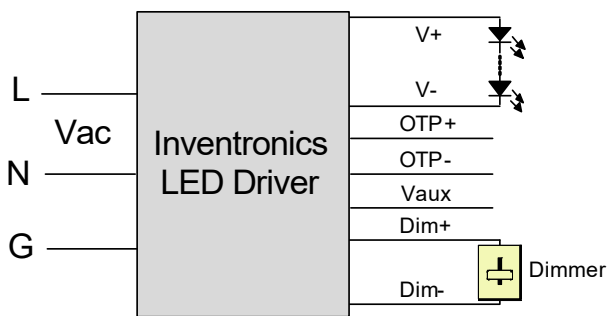 L
Vac
N
G
Inventronics
LED Driver
V+
V-
OTP+
OTP-
Vaux
Dim+
Dim-
Dimmer